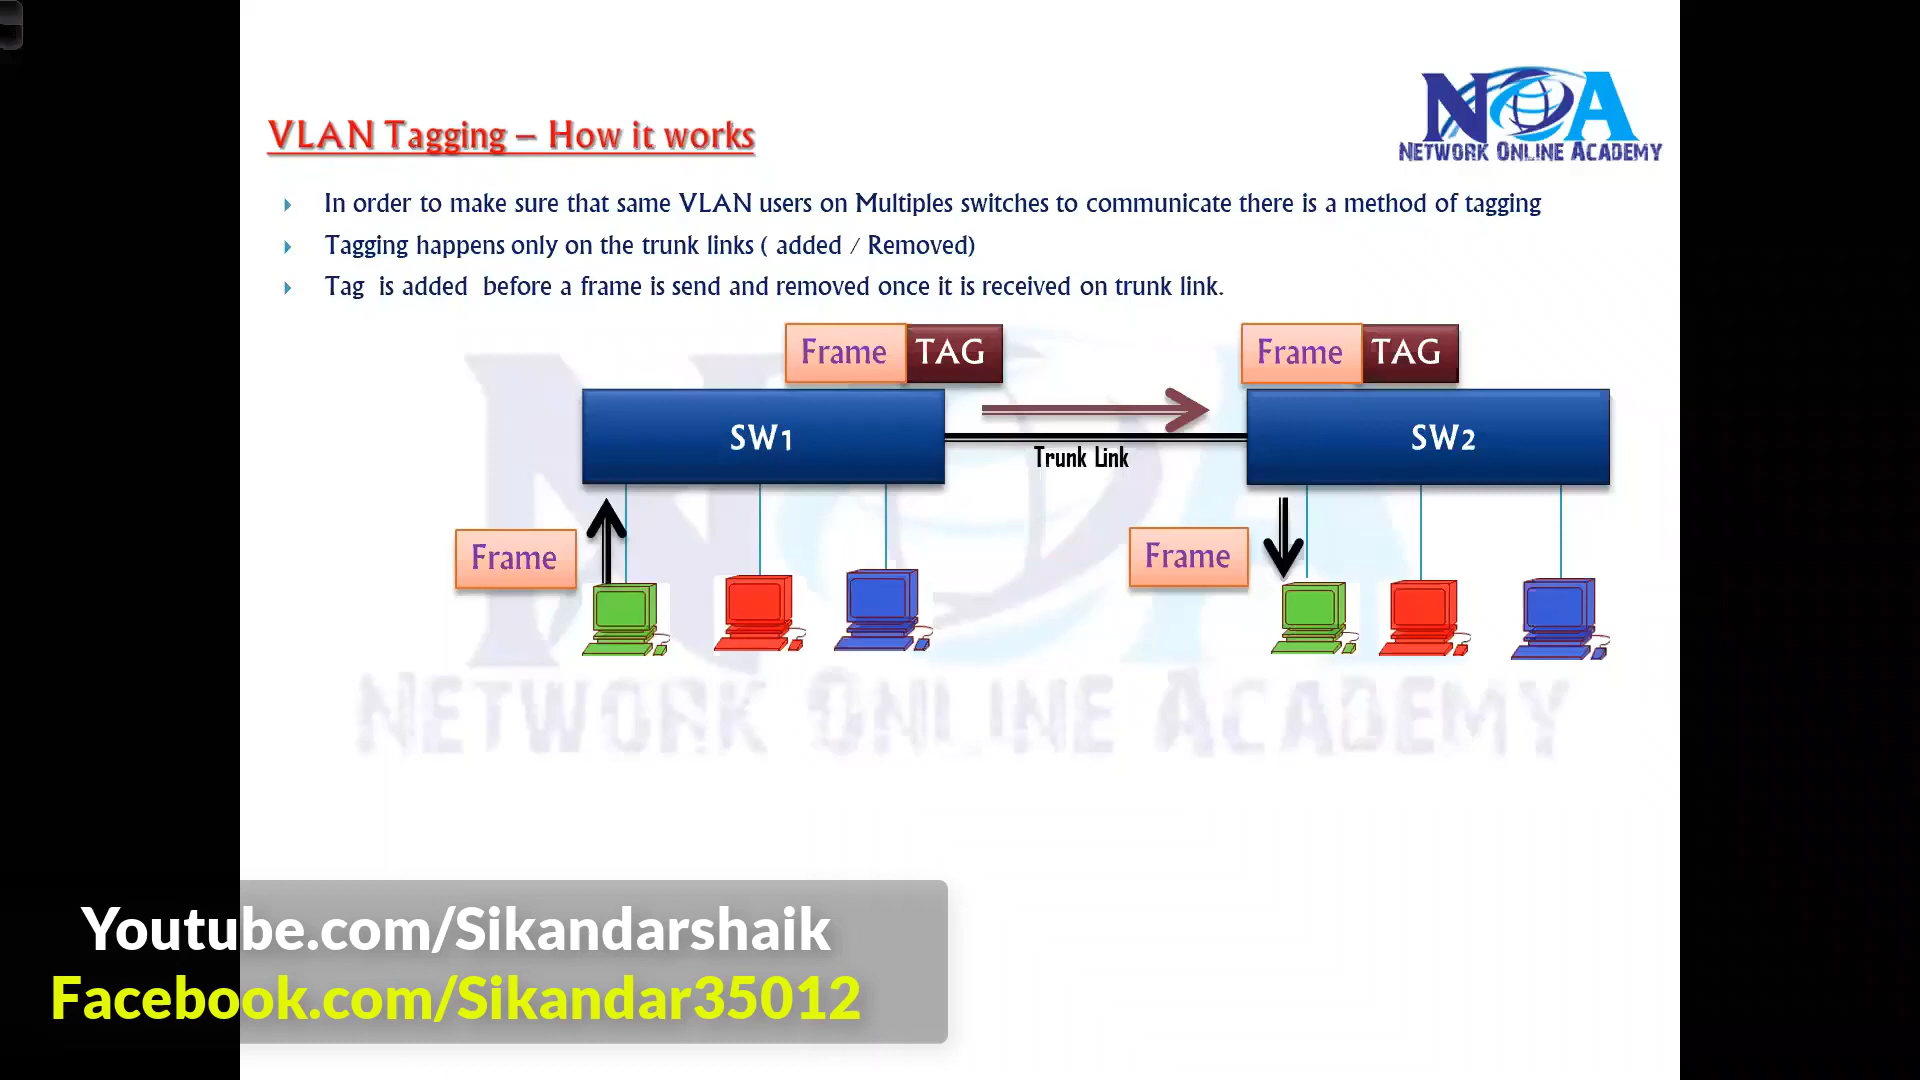 NOA
NETWORK ONLINE ACADEMY
VLAN Tagging – How it works
In order to make sure that same VLAN users on Multiples switches to communicate there is a method of tagging
Tagging happens only on the trunk links ( added / Removed)
Tag is added before a frame is send and removed once it is received on trunk link.
Frame TAG
Frame TAG
SW1
SW2
Trunk Link
Frame
Frame
NOA
NETWORK ONLINE ACADEMY
Youtube.com/Sikandarshaik
Facebook.com/Sikandar35012